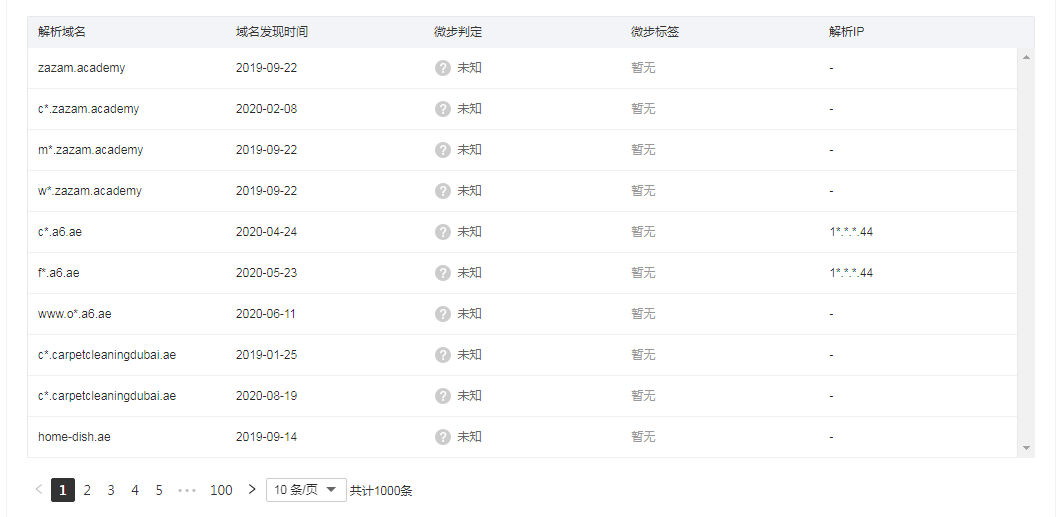 解析域名 域名发现时间 微步判定 微步标签 解析IP
zazam.academy 2019-09-22 ? 未知 暂无 -
c*.zazam.academy 2020-02-08 ? 未知 暂无 -
m*.zazam.academy 2019-09-22 ? 未知 暂无 -
w*.zazam.academy 2019-09-22 ? 未知 暂无 -
c*.a6.ae 2020-04-24 ? 未知 暂无 1*.*.*.44
f*.a6.ae 2020-05-23 ? 未知 暂无 1*.*.*.44
www.o*.a6.ae 2020-06-11 ? 未知 暂无 -
c*.carpetcleaningdubai.ae 2019-01-25 ? 未知 暂无 -
c*.carpetcleaningdubai.ae 2020-08-19 ? 未知 暂无 -
home-dish.ae 2019-09-14 ? 未知 暂无 -
< 1 2 3 4 5 ••• 100 > 10 条/页 共计1000条